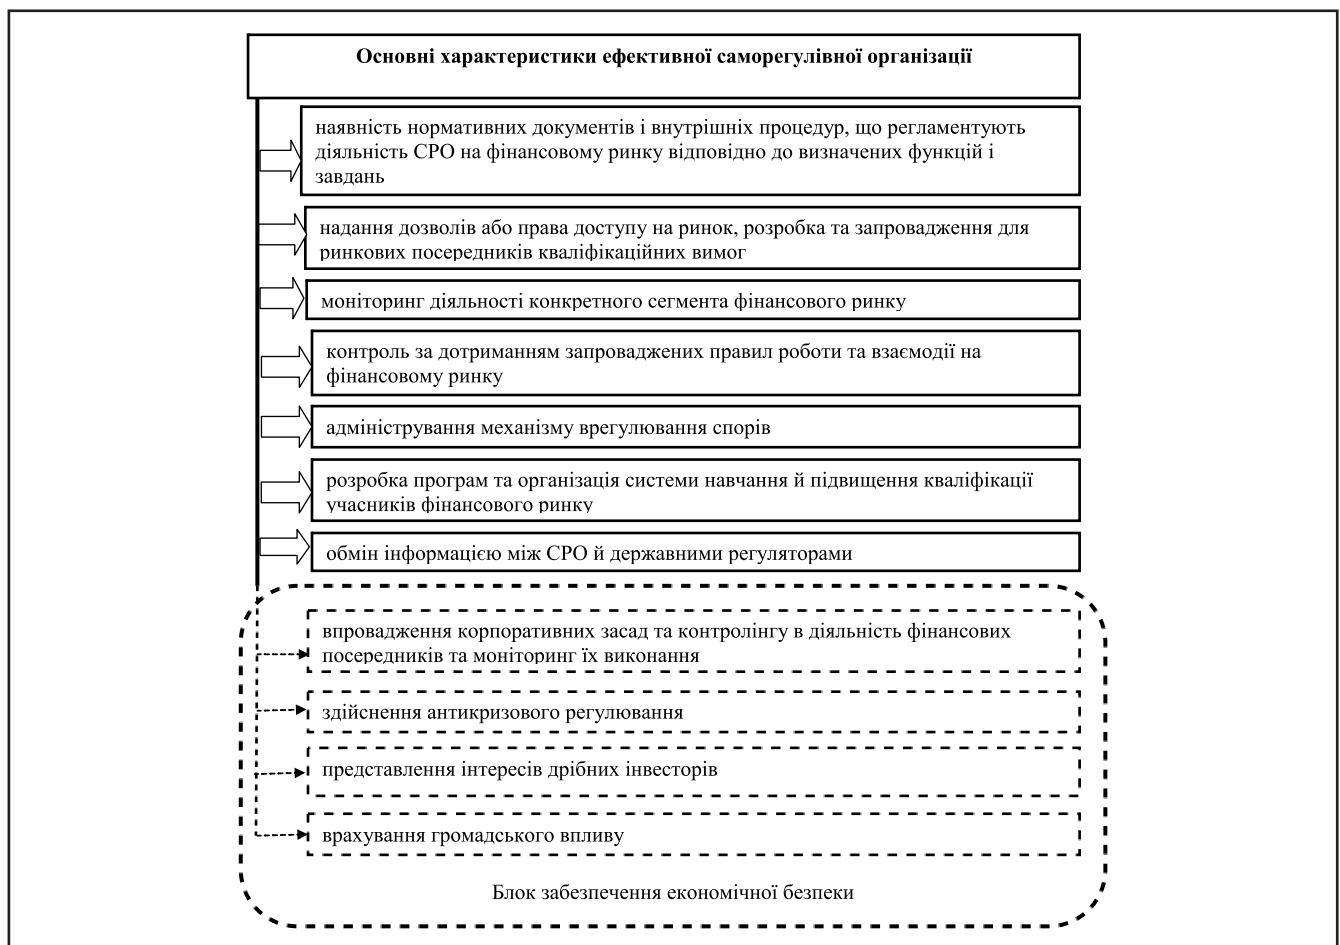 Основні характеристики ефективної саморегулівної організації
наявність нормативних документів і внутрішніх процедур, що регламентують
діяльність СРО на фінансовому ринку відповідно до визначених функцій і
завдань
надання дозволів або права доступу на ринок, розробка та запровадження для
ринкових посередників кваліфікаційних вимог
моніторинг діяльності конкретного сегмента фінансового ринку
контроль за дотриманням запроваджених правил роботи та взаємодії на
фінансовому ринку
адміністрування механізму врегулювання спорів
розробка програм та організація системи навчання й підвищення кваліфікації
учасників фінансового ринку
обмін інформацією між СРО й державними регуляторами
впровадження корпоративних засад та контролінгу в діяльність фінансових
посередників та моніторинг їх виконання
здійснення антикризового регулювання
представлення інтересів дрібних інвесторів
врахування громадського впливу
Блок забезпечення економічної безпеки